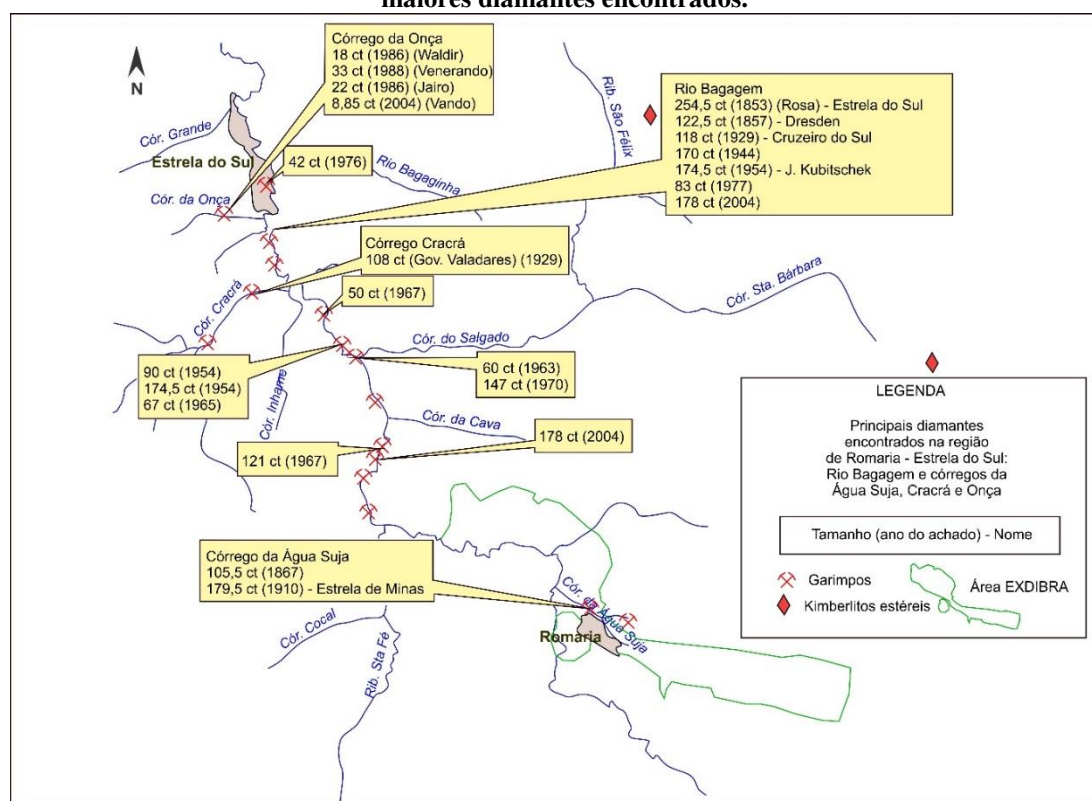 maiores diamantes encontrados.
Córrego da Onça
18 ct (1986) (Waldir)
33 ct (1988) (Venerando)
22 ct (1986) (Jairo)
8,85 ct (2004) (Vando)
Rio Bagagem
254,5 ct (1853) (Rosa) - Estrela do Sul
122,5 ct (1857) - Dresden
118 ct (1929) - Cruzeiro do Sul
170 ct (1944)
174,5 ct (1954) - J. Kubitschek
83 ct (1977)
178 ct (2004)
N
Rib. São Félix
Cór. Grande
Estrela do Sul
42 ct (1976)
Rio Bagaginha
Cór. da Onça
Córrego Cracrá
108 ct (Gov. Valadares) (1929)
Cór. Sta. Bárbara
50 ct (1967)
Cór. Cracrá
Cór. do Salgado
90 ct (1954)
174,5 ct (1954)
67 ct (1965)
60 ct (1963)
147 ct (1970)
Cór. Inhame
Cór. da Cava
178 ct (2004)
121 ct (1967)
LEGENDA
Principais diamantes
encontrados na região
de Romaria - Estrela do Sul:
Rio Bagagem e córregos da
Água Suja, Cracrá e Onça
Tamanho (ano do achado) - Nome
Garimpos
Kimberlitos estéreis
Área EXDIBRA
Córrego da Água Suja
105,5 ct (1867)
179,5 ct (1910) - Estrela de Minas
Cór. da Água Suja
Romaria
Cór. Cocal
Rib. Sta Fé